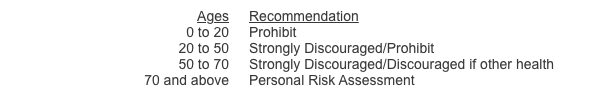 Ages Recommendation
0 to 20 Prohibit
20 to 50 Strongly Discouraged/Prohibit
50 to 70 Strongly Discouraged/Discouraged if other health
70 and above Personal Risk Assessment